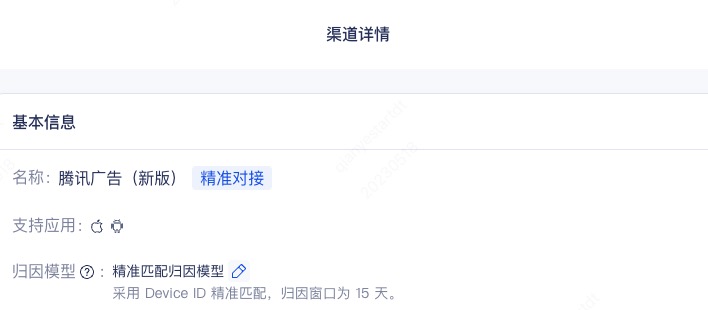 渠道详情
基本信息
名称：腾讯广告（新版） 精准对接
支持应用：
归因模型 ? ：精准匹配归因模型
采用 Device ID 精准匹配，归因窗口为 15 天。